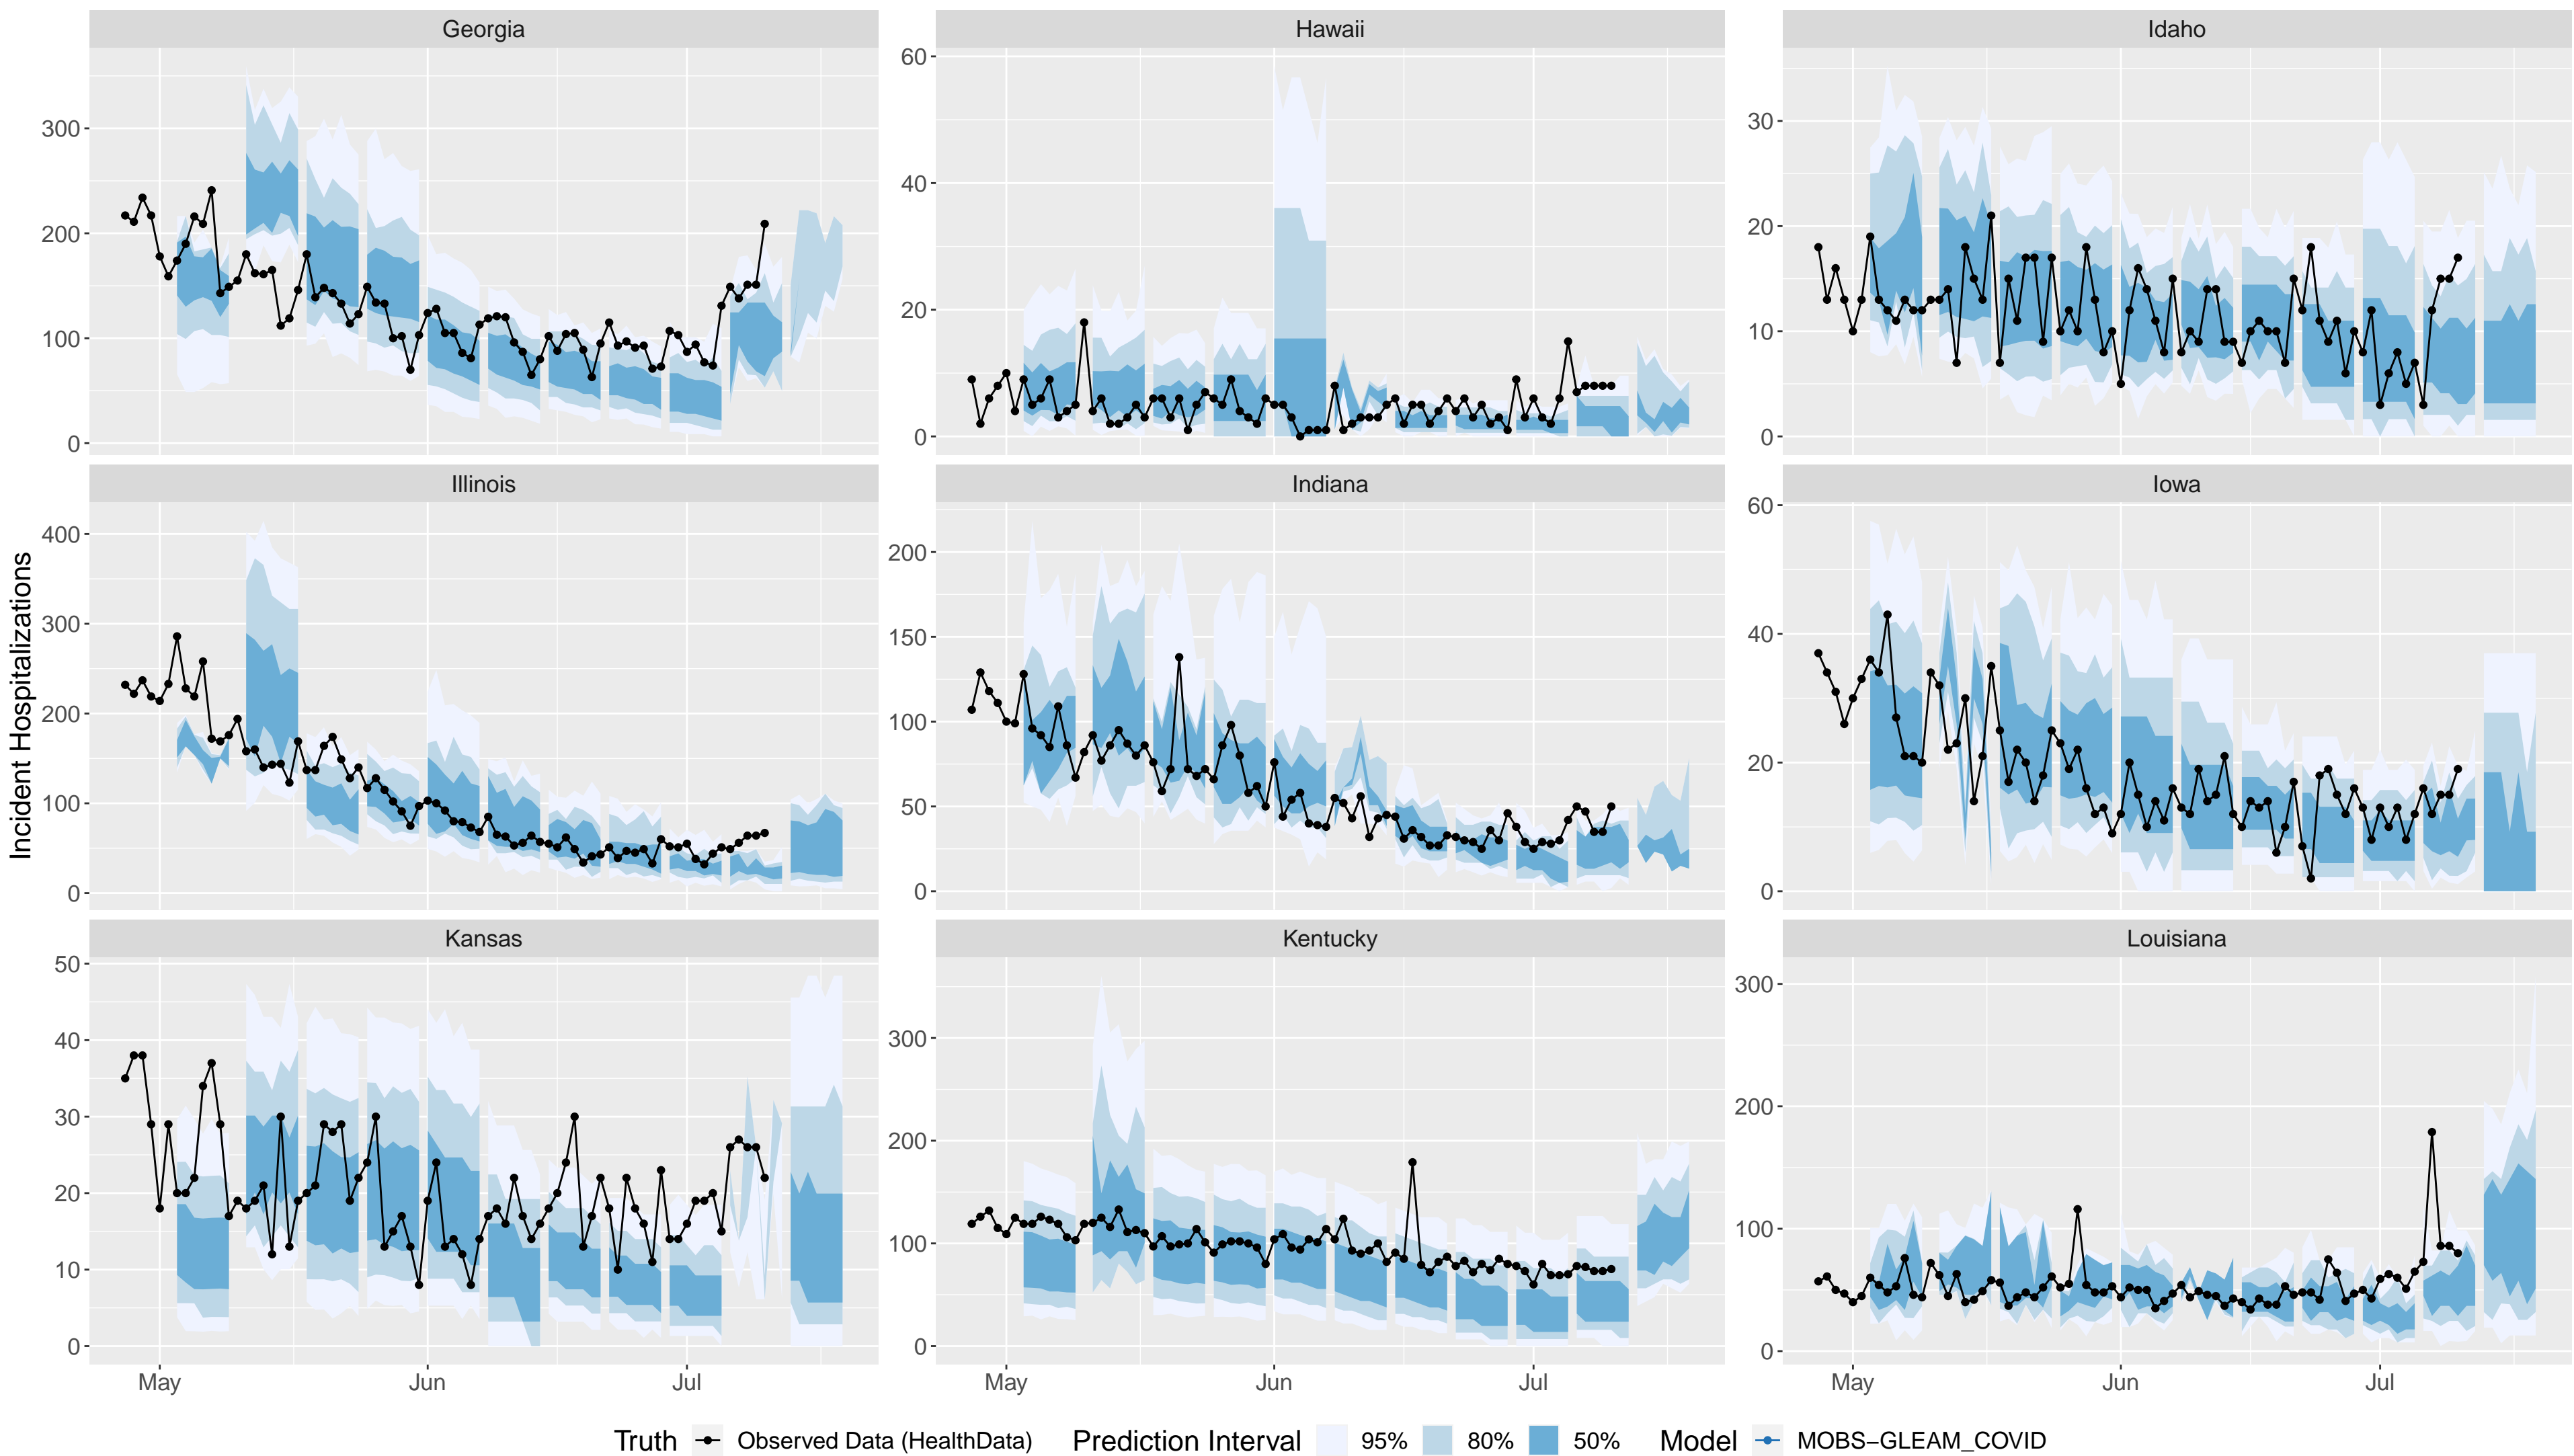 Georgia Hawaii Idaho
300 60 30
200 40 20
100 20 10
0 0 0
Illinois Indiana Iowa
400 200 60
300 150 40
200 100 20
100 50 0
0 0
Incident Hospitalizations
Kansas Kentucky Louisiana
50 300 300
40 200 200
30 100 100
20 0 0
10
0
May Jun Jul May Jun Jul May Jun Jul
Truth Observed Data (HealthData) Prediction Interval 95% 80% 50% Model MOBS−GLEAM_COVID